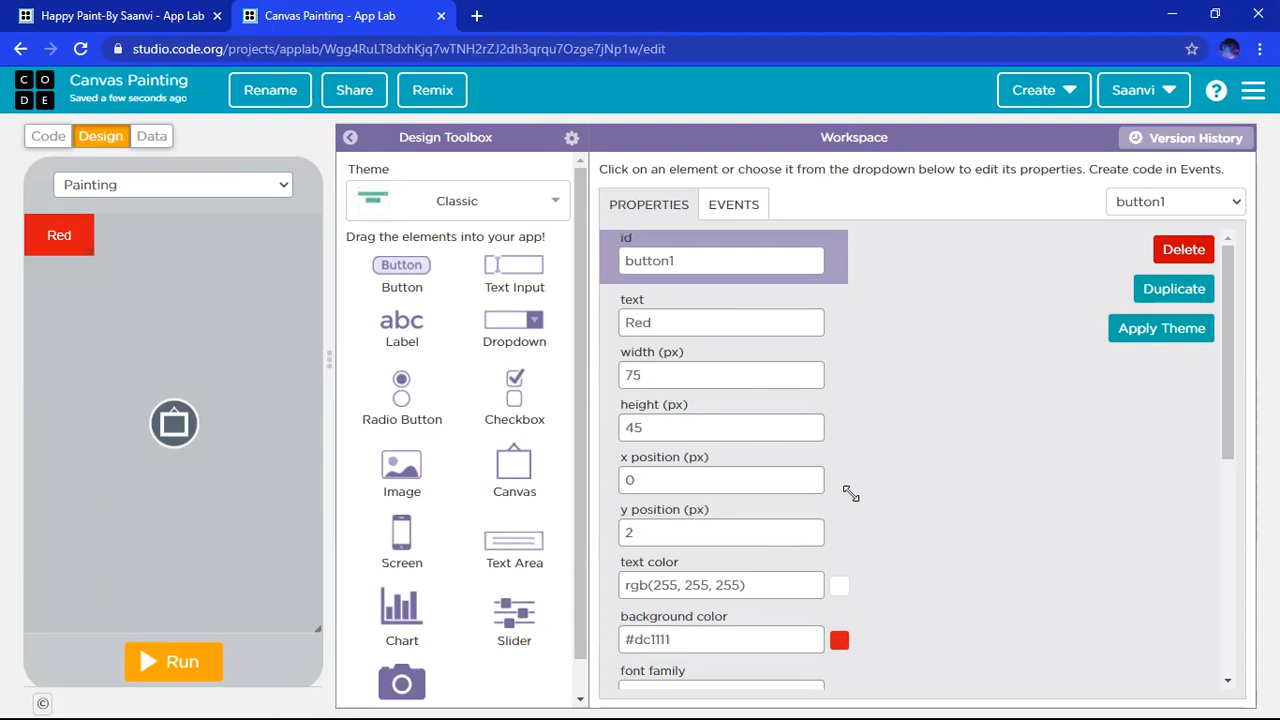 Happy Paint-By Saanvi - App Lab
Canvas Painting - App Lab
studio.code.org/projects/applab/Wgg4RuLT8dxhKjq7wTNH2rZJ2dh3qrqu7Ozge7jNp1w/edit
C O D E
Canvas Painting
Saved a few seconds ago
Rename
Share
Remix
Create
Saanvi
?
Code
Design
Data
Painting
Red
Run
©
Design Toolbox
Theme
Classic
Drag the elements into your app!
Button
Button
Text Input
abc
Label
Dropdown
Radio Button
Checkbox
Image
Canvas
Screen
Text Area
Chart
Slider
Workspace
Version History
Click on an element or choose it from the dropdown below to edit its properties. Create code in Events.
PROPERTIES
EVENTS
button1
Delete
Duplicate
Apply Theme
id
button1
text
Red
width (px)
75
height (px)
45
x position (px)
0
y position (px)
2
text color
rgb(255, 255, 255)
background color
#dc1111
font family